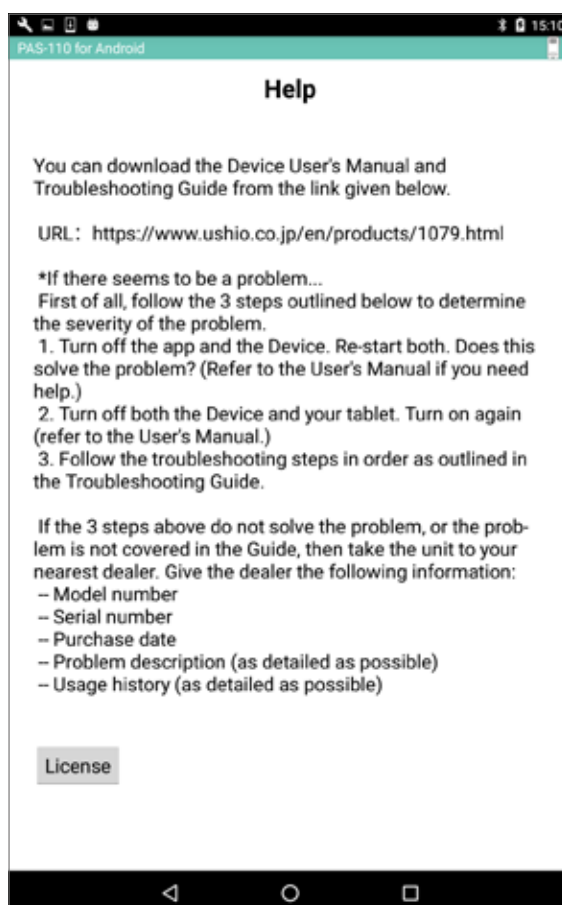 15:10
PAS-110 for Android
Help
You can download the Device User's Manual and
Troubleshooting Guide from the link given below.
URL: https://www.ushio.co.jp/en/products/1079.html
*If there seems to be a problem...
First of all, follow the 3 steps outlined below to determine
the severity of the problem.
1. Turn off the app and the Device. Re-start both. Does this
solve the problem? (Refer to the User's Manual if you need
help.)
2. Turn off both the Device and your tablet. Turn on again
(refer to the User's Manual.)
3. Follow the troubleshooting steps in order as outlined in
the Troubleshooting Guide.
If the 3 steps above do not solve the problem, or the prob-
lem is not covered in the Guide, then take the unit to your
nearest dealer. Give the dealer the following information:
-- Model number
-- Serial number
-- Purchase date
-- Problem description (as detailed as possible)
-- Usage history (as detailed as possible)
License